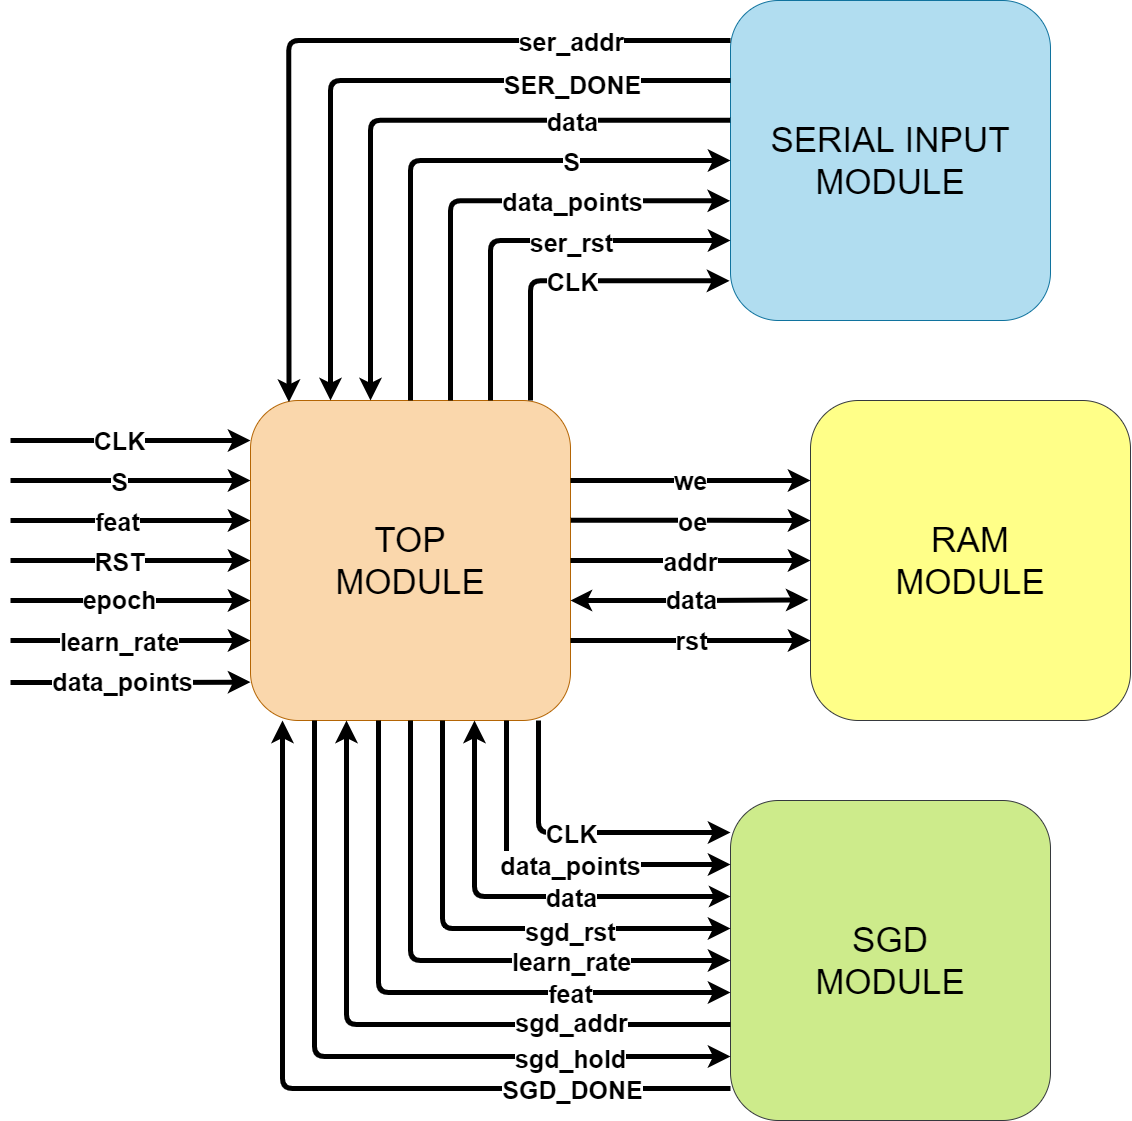 ser_addr
SER_DONE
data
S
data_points
ser_rst
CLK
SERIAL INPUT
MODULE
CLK
S
feat
RST
epoch
learn_rate
data_points
TOP
MODULE
we
oe
addr
data
rst
RAM
MODULE
CLK
data_points
data
sgd_rst
learn_rate
feat
sgd_addr
sgd_hold
SGD_DONE
SGD
MODULE